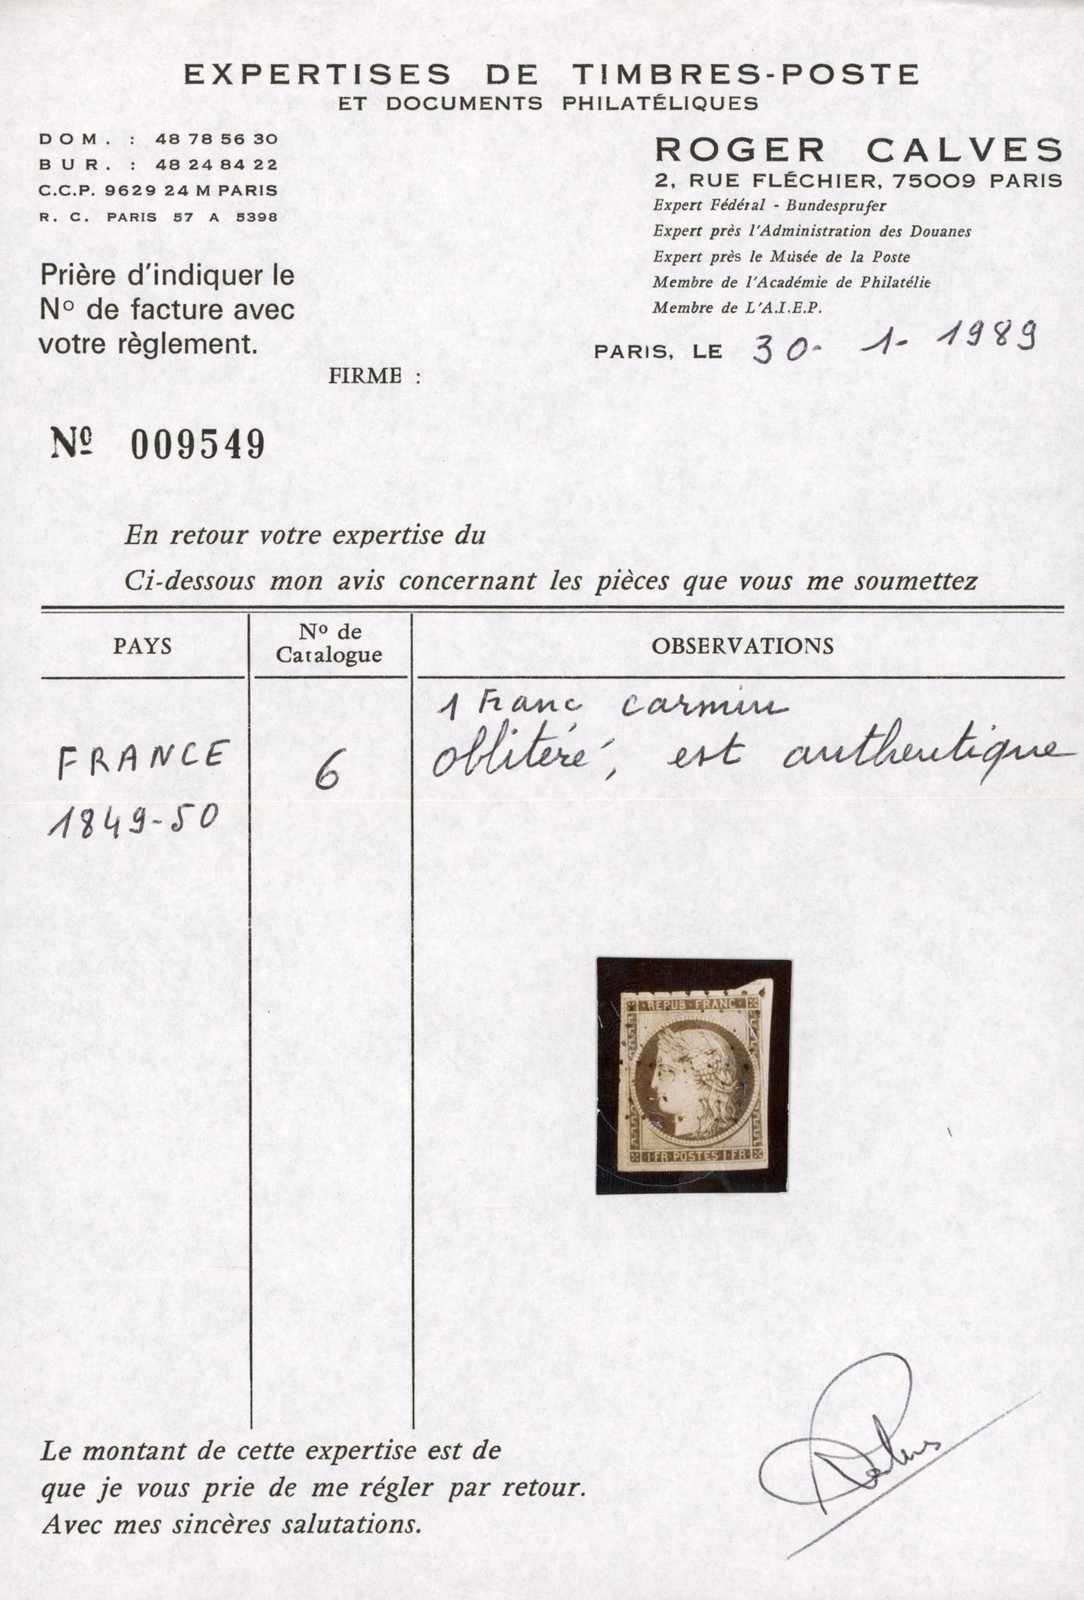 EXPERTISES DE TIMBRES-POSTE
ET DOCUMENTS PHILATÉLIQUES
DOM. : 48 78 56 30
BUR. : 48 24 84 22
C.C.P. 9629 24 M PARIS
R. C. PARIS 57 A 5398
ROGER CALVES
2, RUE FLÉCHIER, 75009 PARIS
Expert Fédéral - Bundesprufer
Expert près l'Administration des Douanes
Expert près le Musée de la Poste
Membre de l'Académie de Philatélie
Membre de L'A.I.E.P.
Prière d'indiquer le
Nº de facture avec
votre règlement.
PARIS, LE 30-1-1989
FIRME :
Nº 009549
En retour votre expertise du
Ci-dessous mon avis concernant les pièces que vous me soumettez
PAYS
Nº de
Catalogue
OBSERVATIONS
FRANCE
1849-50
6
1 Franc carmin
oblitéré, est authentique
REPUB·FRANC·
1·FR POSTES 1·FR
Le montant de cette expertise est de
que je vous prie de me régler par retour.
Avec mes sincères salutations.